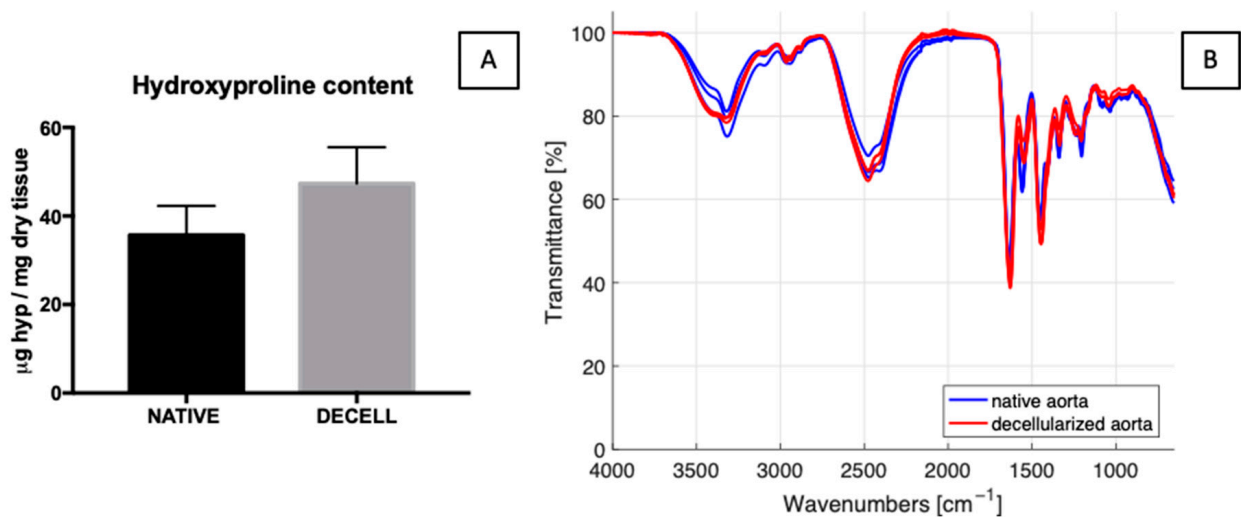 A
Hydroxyproline content
μg hyp / mg dry tissue
60
40
20
0
NATIVE
DECELL
B
Transmittance [%]
100
80
60
40
20
0
native aorta
decellularized aorta
4000
3500
3000
2500
2000
1500
1000
Wavenumbers [cm⁻¹]